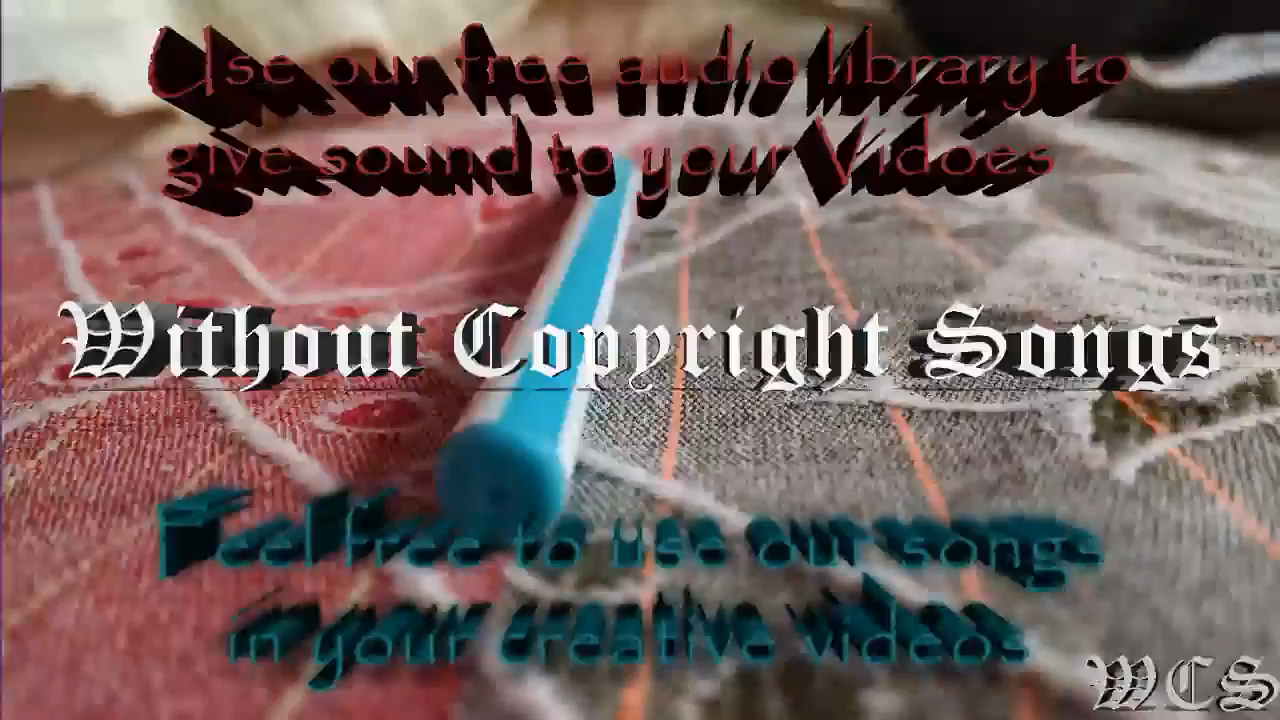 Use our free audio library to
give sound to your Vidoes
Without Copyright Songs
Feel free to use our songs
in your creative videos
WCS